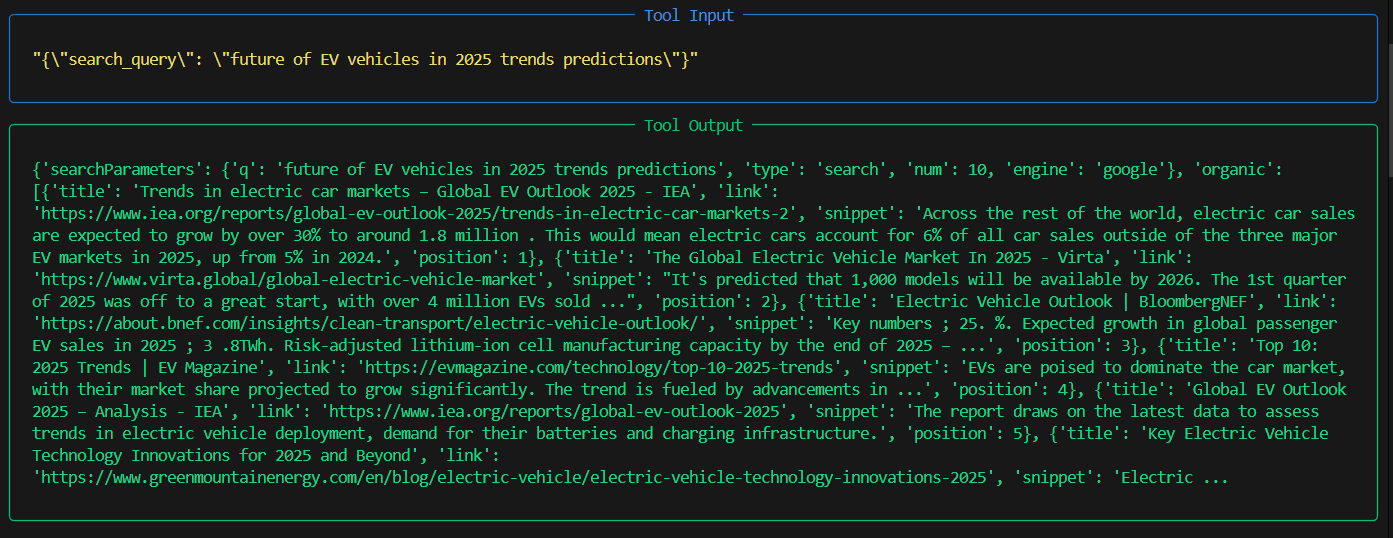 Tool Input
"{\"search_query\": \"future of EV vehicles in 2025 trends predictions\"}"
Tool Output
{'searchParameters': {'q': 'future of EV vehicles in 2025 trends predictions', 'type': 'search', 'num': 10, 'engine': 'google'}, 'organic':
[{'title': 'Trends in electric car markets – Global EV Outlook 2025 - IEA', 'link':
'https://www.iea.org/reports/global-ev-outlook-2025/trends-in-electric-car-markets-2', 'snippet': 'Across the rest of the world, electric car sales
are expected to grow by over 30% to around 1.8 million . This would mean electric cars account for 6% of all car sales outside of the three major
EV markets in 2025, up from 5% in 2024.', 'position': 1}, {'title': 'The Global Electric Vehicle Market In 2025 - Virta', 'link':
'https://www.virta.global/global-electric-vehicle-market', 'snippet': "It's predicted that 1,000 models will be available by 2026. The 1st quarter
of 2025 was off to a great start, with over 4 million EVs sold ...", 'position': 2}, {'title': 'Electric Vehicle Outlook | BloombergNEF', 'link':
'https://about.bnef.com/insights/clean-transport/electric-vehicle-outlook/', 'snippet': 'Key numbers ; 25. %. Expected growth in global passenger
EV sales in 2025 ; 3 .8TWh. Risk-adjusted lithium-ion cell manufacturing capacity by the end of 2025 – ...', 'position': 3}, {'title': 'Top 10:
2025 Trends | EV Magazine', 'link': 'https://evmagazine.com/technology/top-10-2025-trends', 'snippet': 'EVs are poised to dominate the car market,
with their market share projected to grow significantly. The trend is fueled by advancements in ...', 'position': 4}, {'title': 'Global EV Outlook
2025 – Analysis - IEA', 'link': 'https://www.iea.org/reports/global-ev-outlook-2025', 'snippet': 'The report draws on the latest data to assess
trends in electric vehicle deployment, demand for their batteries and charging infrastructure.', 'position': 5}, {'title': 'Key Electric Vehicle
Technology Innovations for 2025 and Beyond', 'link':
'https://www.greenmountainenergy.com/en/blog/electric-vehicle/electric-vehicle-technology-innovations-2025', 'snippet': 'Electric ...